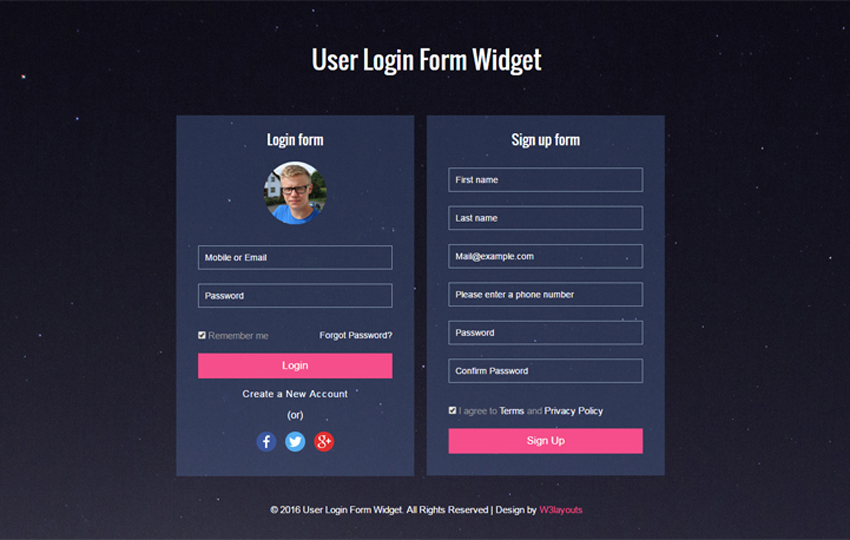 User Login Form Widget
Login form
Mobile or Email
Password
Remember me
Forgot Password?
Login
Create a New Account
(or)
f
g+
Sign up form
First name
Last name
Mail@example.com
Please enter a phone number
Password
Confirm Password
I agree to Terms and Privacy Policy
Sign Up
© 2016 User Login Form Widget. All Rights Reserved | Design by W3layouts